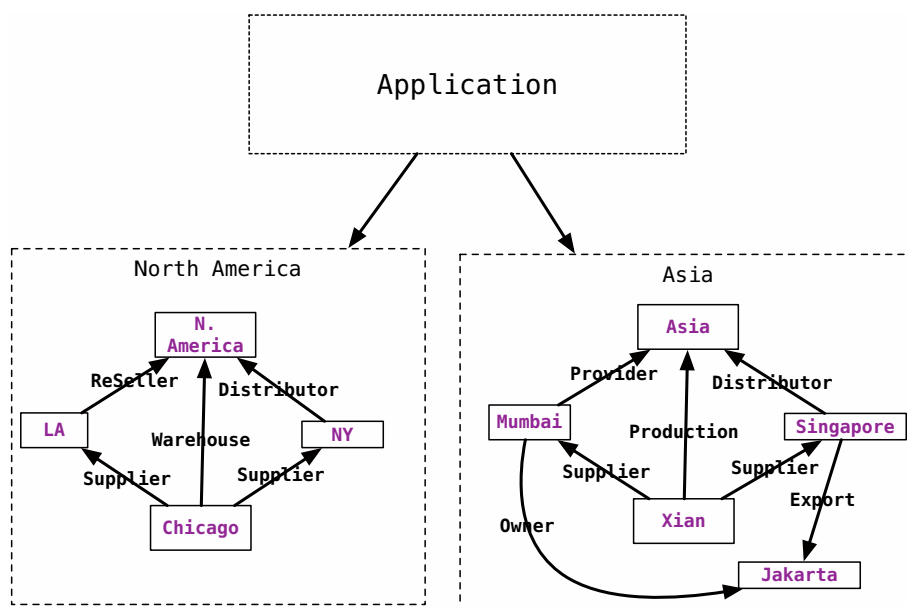 Application
North America
N.
America
ReSeller
Distributor
LA
Warehouse
NY
Supplier
Supplier
Chicago
Asia
Asia
Provider
Distributor
Mumbai
Production
Singapore
Supplier
Supplier
Xian
Export
Owner
Jakarta